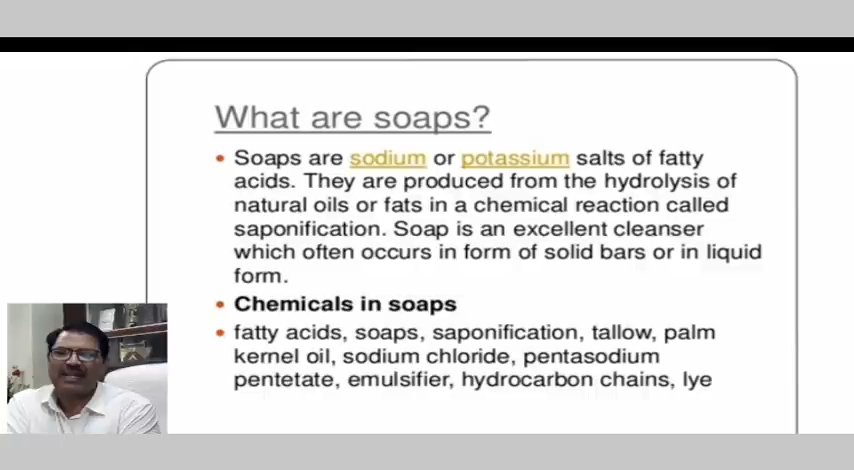 What are soaps?
Soaps are sodium or potassium salts of fatty
acids. They are produced from the hydrolysis of
natural oils or fats in a chemical reaction called
saponification. Soap is an excellent cleanser
which often occurs in form of solid bars or in liquid
form.
Chemicals in soaps
fatty acids, soaps, saponification, tallow, palm
kernel oil, sodium chloride, pentasodium
pentetate, emulsifier, hydrocarbon chains, lye